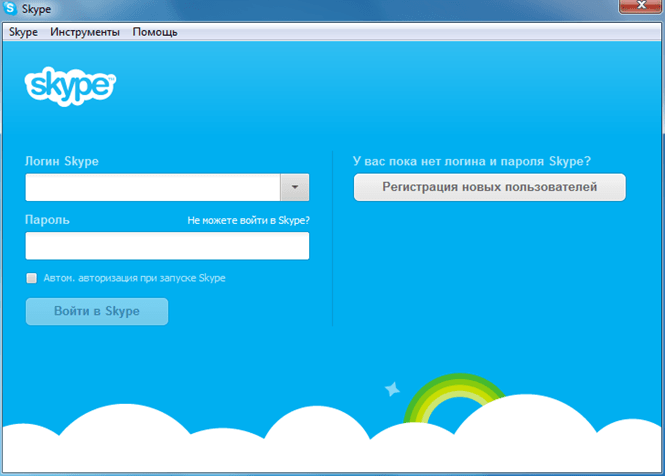 Skype
Skype Инструменты Помощь
skype™
Логин Skype
Пароль
Не можете войти в Skype?
Автом. авторизация при запуске Skype
Войти в Skype
У вас пока нет логина и пароля Skype?
Регистрация новых пользователей